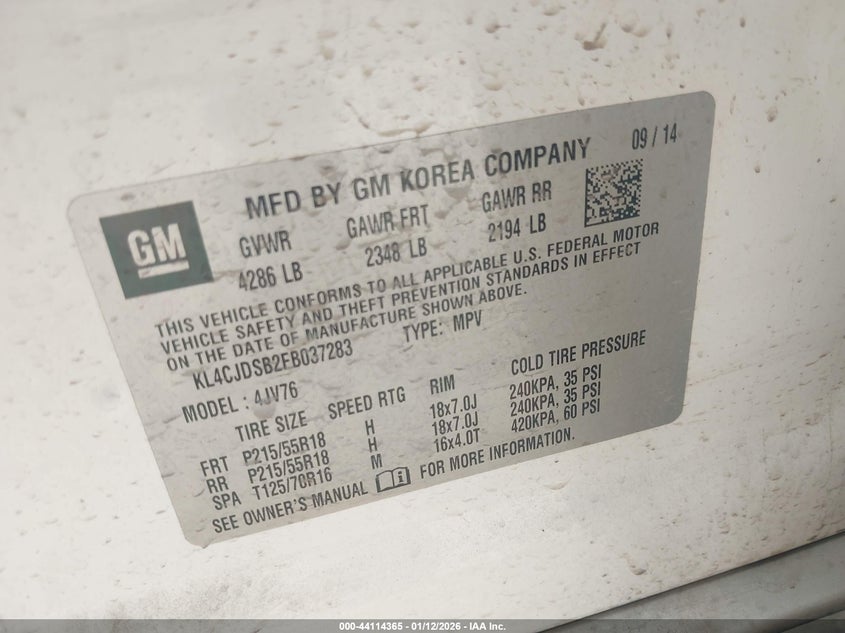 MFD BY GM KOREA COMPANY 09 / 14
GM
GVWR GAWR FRT GAWR RR
4286 LB 2348 LB 2194 LB
THIS VEHICLE CONFORMS TO ALL APPLICABLE U.S. FEDERAL MOTOR
VEHICLE SAFETY AND THEFT PREVENTION STANDARDS IN EFFECT
ON THE DATE OF MANUFACTURE SHOWN ABOVE.
KL4CJDSB2FB037283 TYPE: MPV
MODEL : 4JV76
TIRE SIZE SPEED RTG RIM COLD TIRE PRESSURE
FRT P215/55R18 H 18x7.0J 240KPA, 35 PSI
RR P215/55R18 H 18x7.0J 240KPA, 35 PSI
SPA T125/70R16 M 16x4.0T 420KPA, 60 PSI
SEE OWNER'S MANUAL FOR MORE INFORMATION.
000-44114365 - 01/12/2026 - IAA Inc.